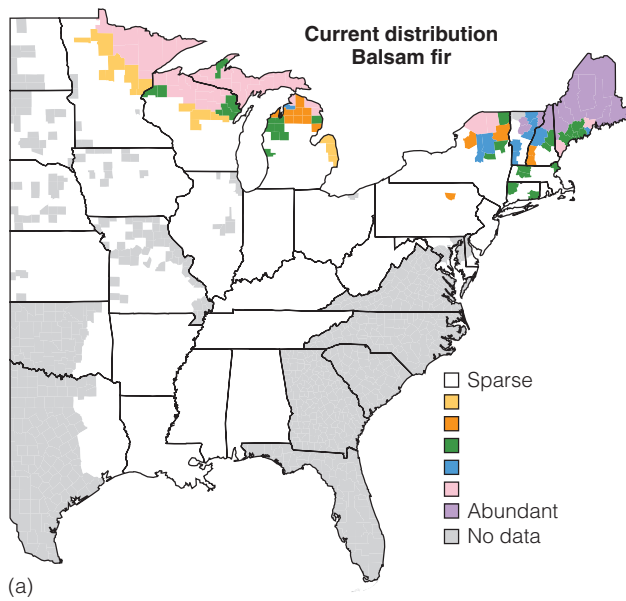 Current distribution
Balsam fir
Sparse
Abundant
No data
(a)